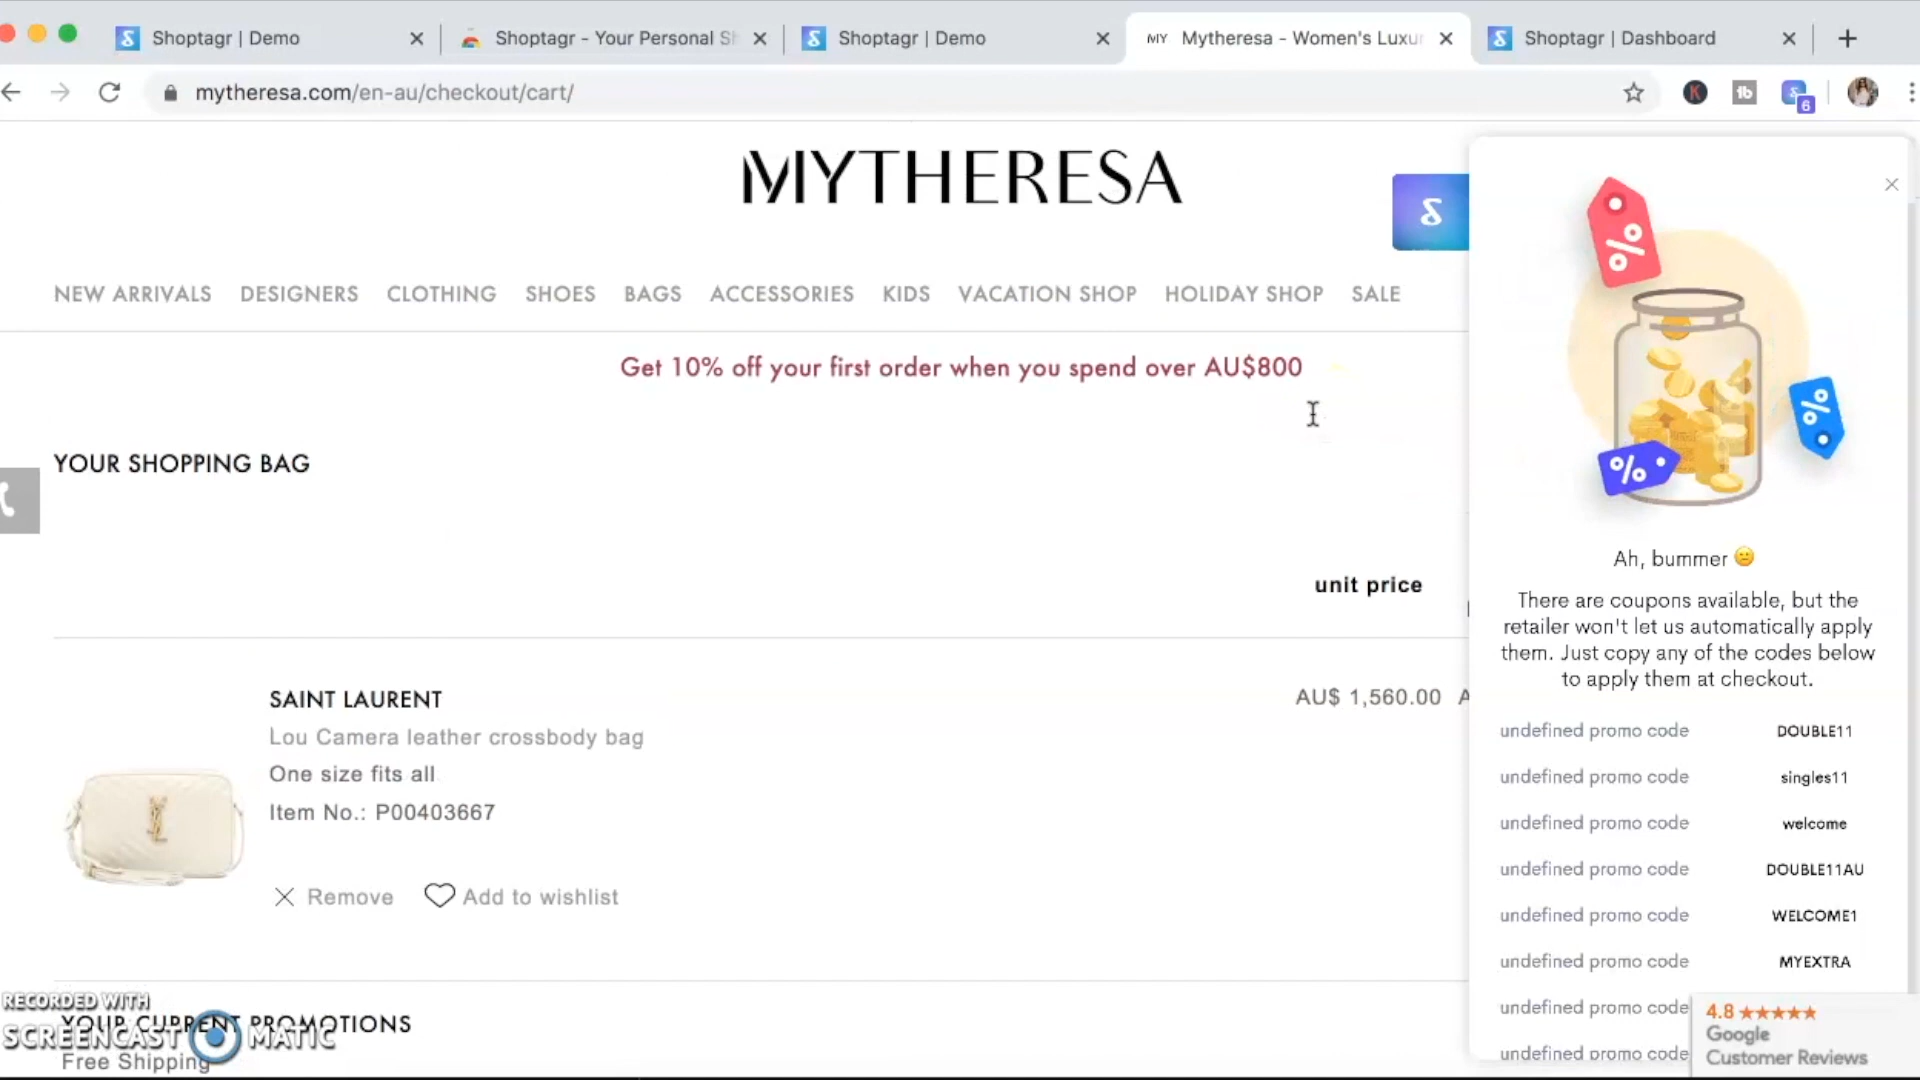 Shoptagr | Demo
Shoptagr - Your Personal Sh
Shoptagr | Demo
MY
Mytheresa - Women's Luxur
Shoptagr | Dashboard
mytheresa.com/en-au/checkout/cart/
K
tb
6
MYTHERESA
NEW ARRIVALS
DESIGNERS
CLOTHING
SHOES
BAGS
ACCESSORIES
KIDS
VACATION SHOP
HOLIDAY SHOP
SALE
Get 10% off your first order when you spend over AU$800
YOUR SHOPPING BAG
unit price
SAINT LAURENT
AU$ 1,560.00 A
Lou Camera leather crossbody bag
One size fits all
Item No.: P00403667
Remove
Add to wishlist
YOUR CURRENT PROMOTIONS
Free Shipping
RECORDED WITH
SCREENCAST MATIC
%
%
%
Ah, bummer
There are coupons available, but the
retailer won't let us automatically apply
them. Just copy any of the codes below
to apply them at checkout.
undefined promo code DOUBLE11
undefined promo code singles11
undefined promo code welcome
undefined promo code DOUBLE11AU
undefined promo code WELCOME1
undefined promo code MYEXTRA
undefined promo code
undefined promo code
4.8
Google
Customer Reviews